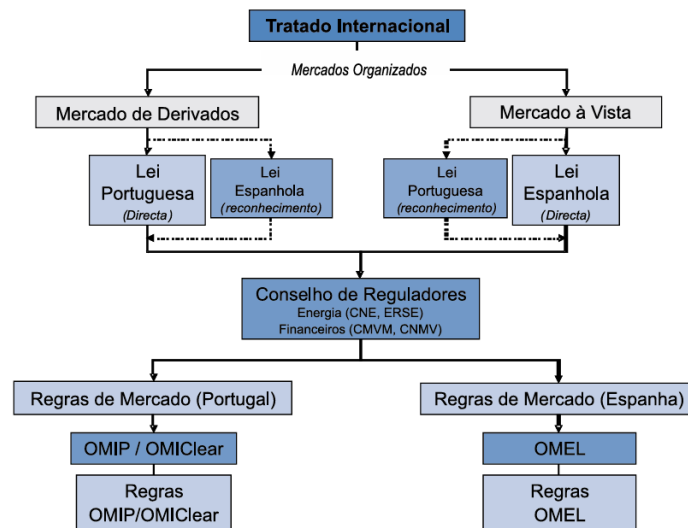 Tratado Internacional
Mercados Organizados
Mercado de Derivados
Mercado à Vista
Lei
Portuguesa
(Directa)
Lei
Espanhola
(reconhecimento)
Lei
Portuguesa
(reconhecimento)
Lei
Espanhola
(Directa)
Conselho de Reguladores
Energia (CNE, ERSE)
Financeiros (CMVM, CNMV)
Regras de Mercado (Portugal)
Regras de Mercado (Espanha)
OMIP / OMIClear
OMEL
Regras
OMIP/OMIClear
Regras
OMEL